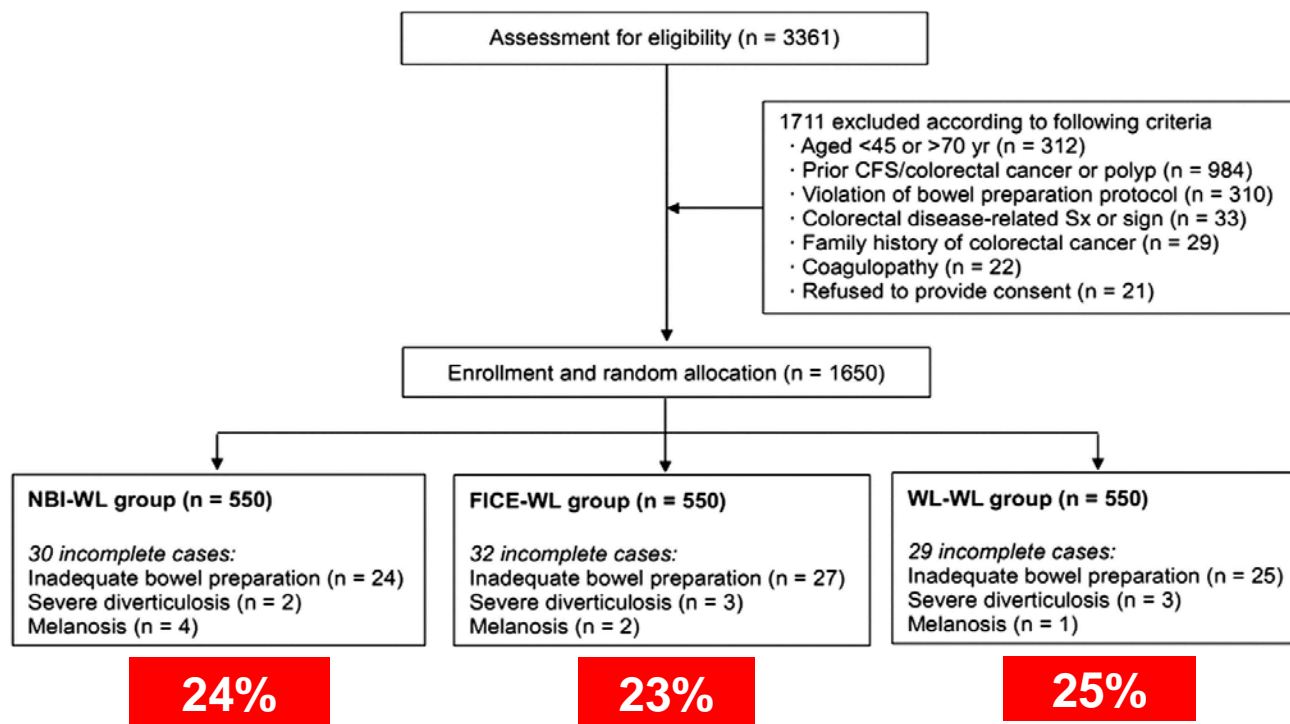 Assessment for eligibility (n = 3361)
1711 excluded according to following criteria
· Aged <45 or >70 yr (n = 312)
· Prior CFS/colorectal cancer or polyp (n = 984)
· Violation of bowel preparation protocol (n = 310)
· Colorectal disease-related Sx or sign (n = 33)
· Family history of colorectal cancer (n = 29)
· Coagulopathy (n = 22)
· Refused to provide consent (n = 21)
Enrollment and random allocation (n = 1650)
NBI-WL group (n = 550)
30 incomplete cases:
Inadequate bowel preparation (n = 24)
Severe diverticulosis (n = 2)
Melanosis (n = 4)
24%
FICE-WL group (n = 550)
32 incomplete cases:
Inadequate bowel preparation (n = 27)
Severe diverticulosis (n = 3)
Melanosis (n = 2)
23%
WL-WL group (n = 550)
29 incomplete cases:
Inadequate bowel preparation (n = 25)
Severe diverticulosis (n = 3)
Melanosis (n = 1)
25%